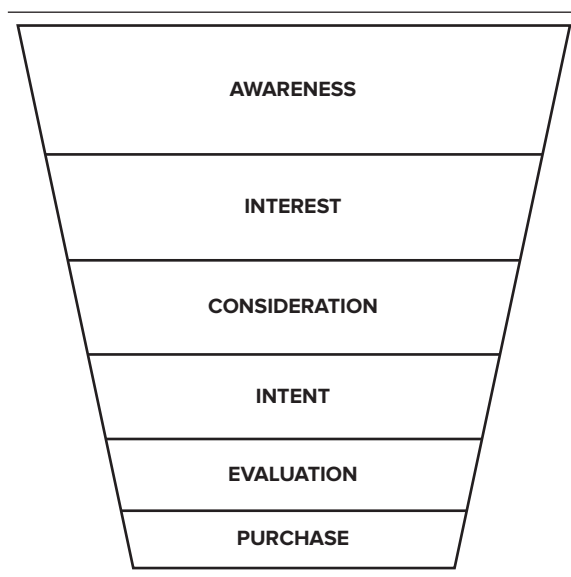 AWARENESS
INTEREST
CONSIDERATION
INTENT
EVALUATION
PURCHASE